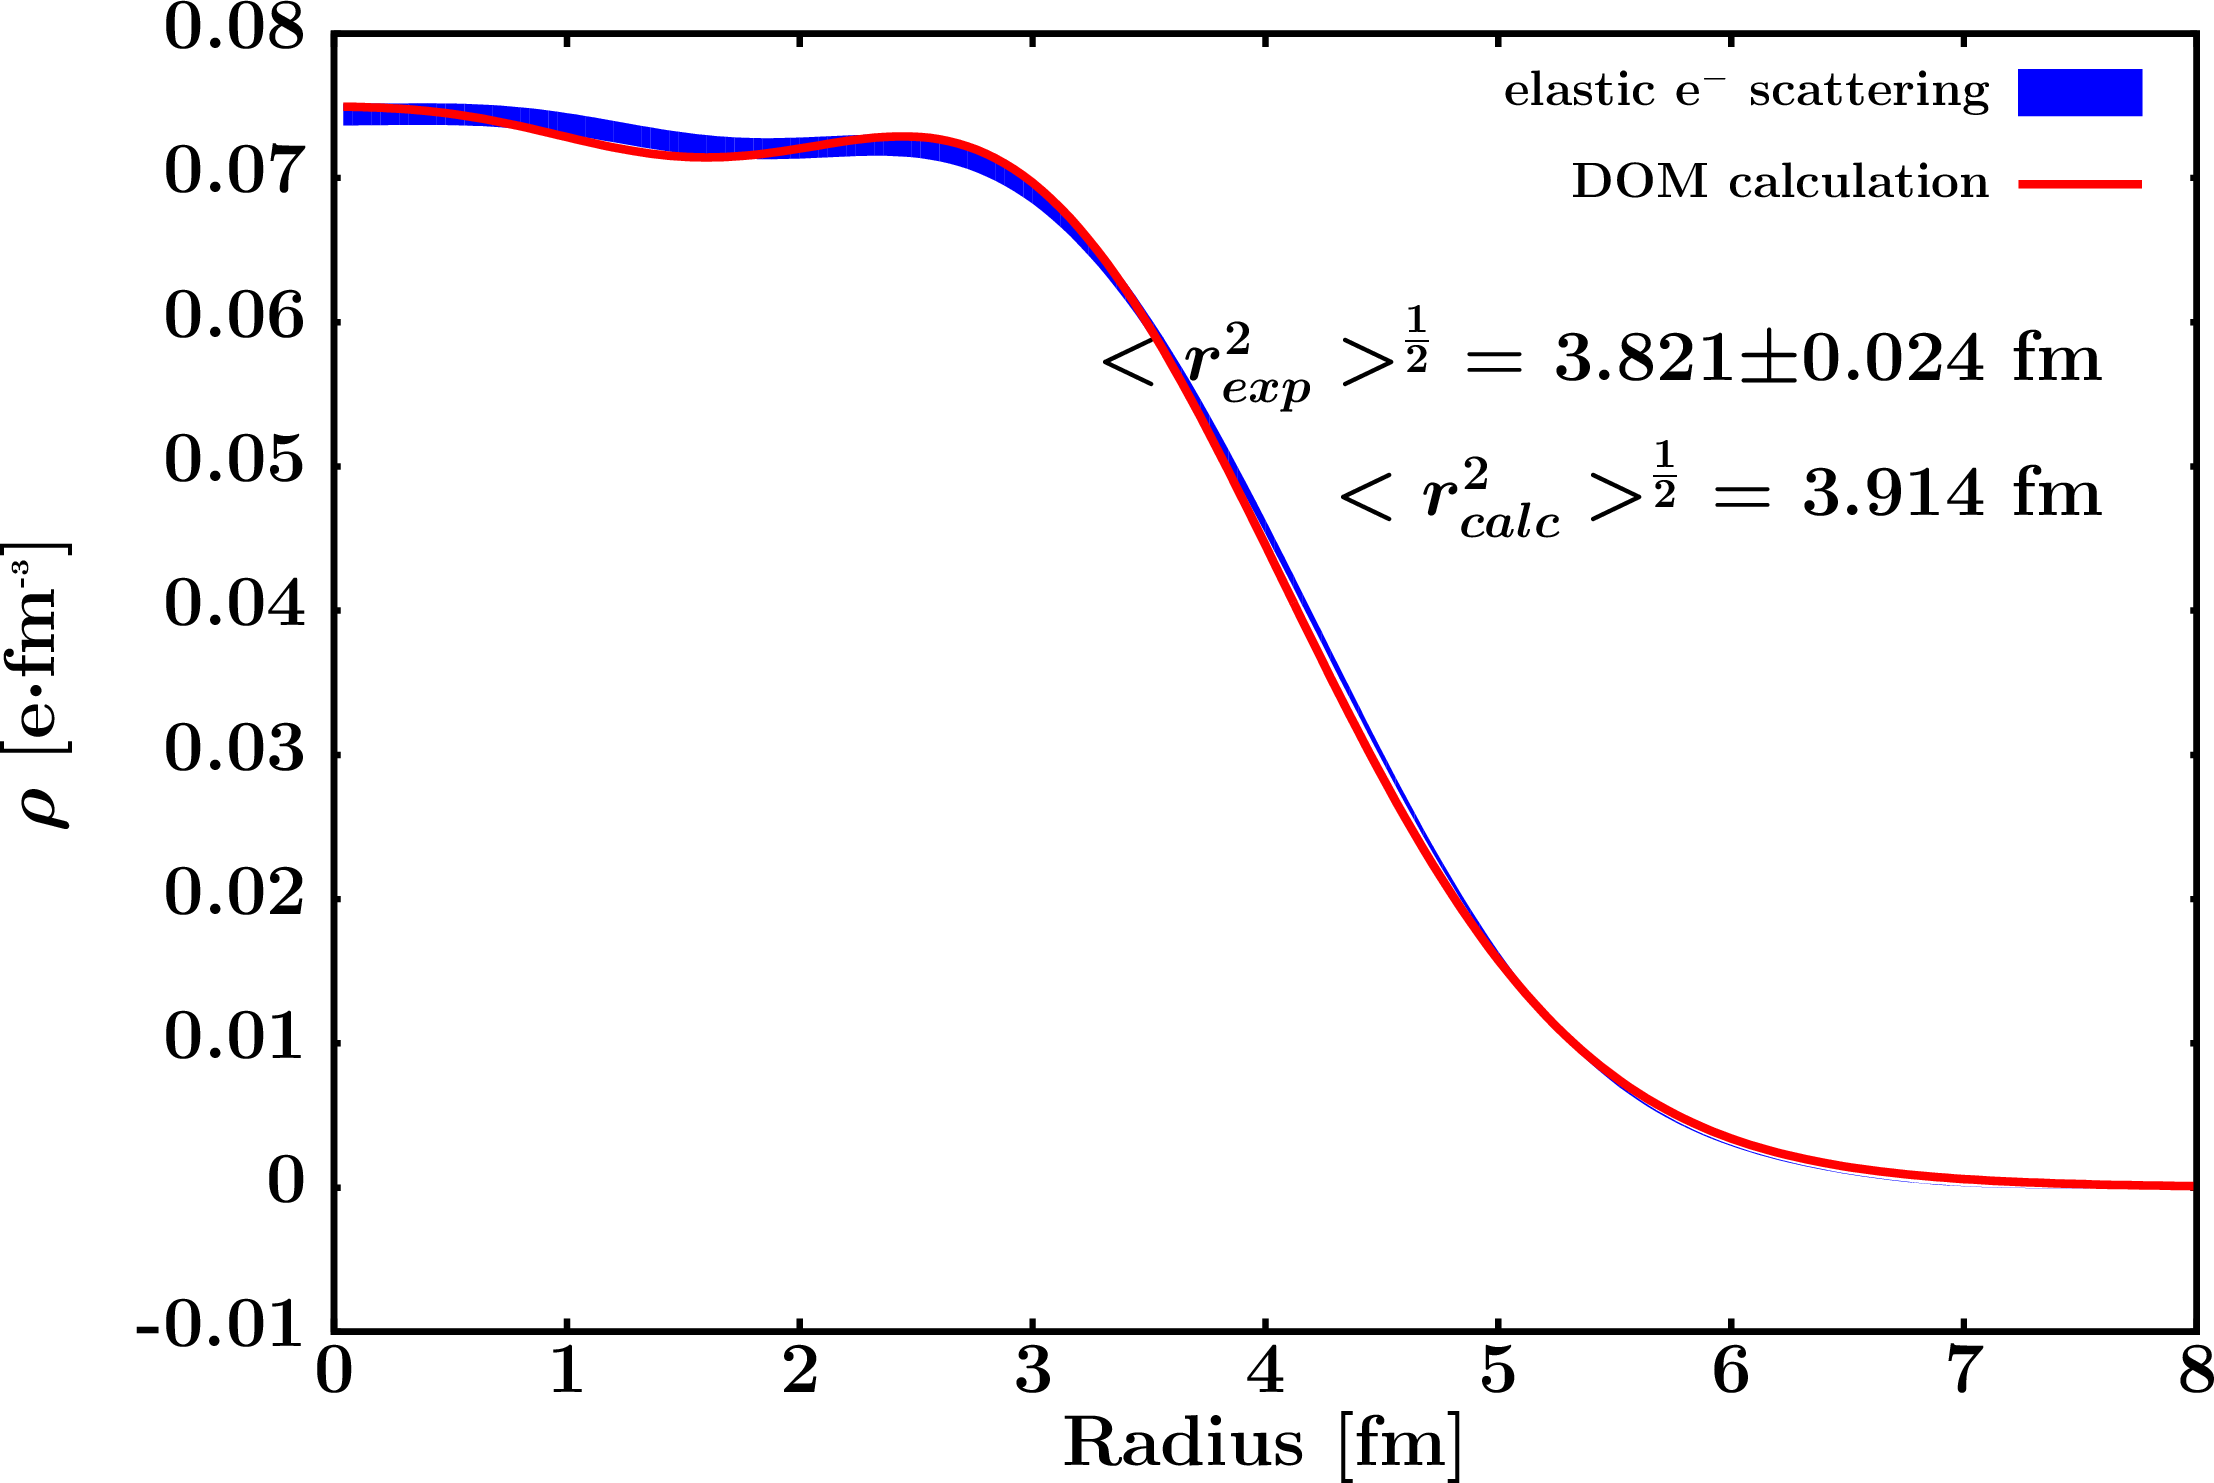 0.08
0.07
0.06
0.05
0.04
0.03
0.02
0.01
0
-0.01
ρ [e·fm⁻³]
elastic e⁻ scattering
DOM calculation
< r²ₑₓₚ >^½ = 3.821±0.024 fm
< r²_calc >^½ = 3.914 fm
0 1 2 3 4 5 6 7 8
Radius [fm]